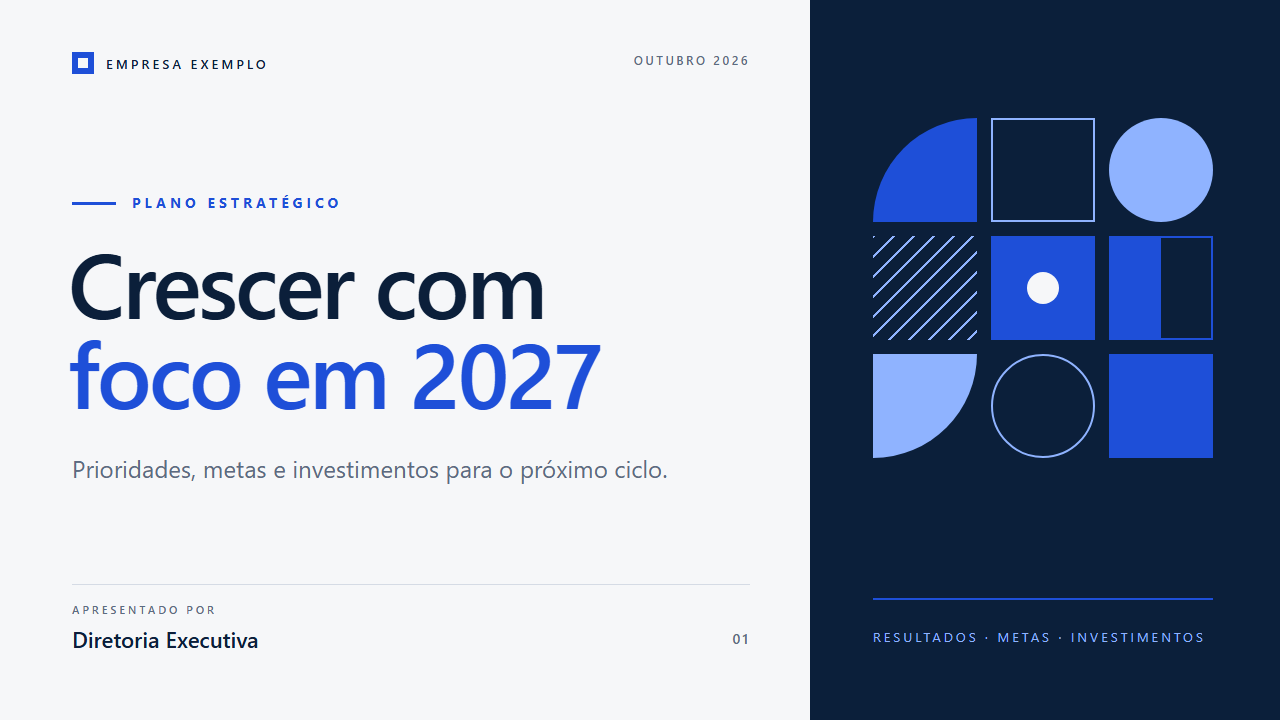 EMPRESA EXEMPLO
OUTUBRO 2026
PLANO ESTRATÉGICO
Crescer com
foco em 2027
Prioridades, metas e investimentos para o próximo ciclo.
APRESENTADO POR
Diretoria Executiva
01
RESULTADOS · METAS · INVESTIMENTOS